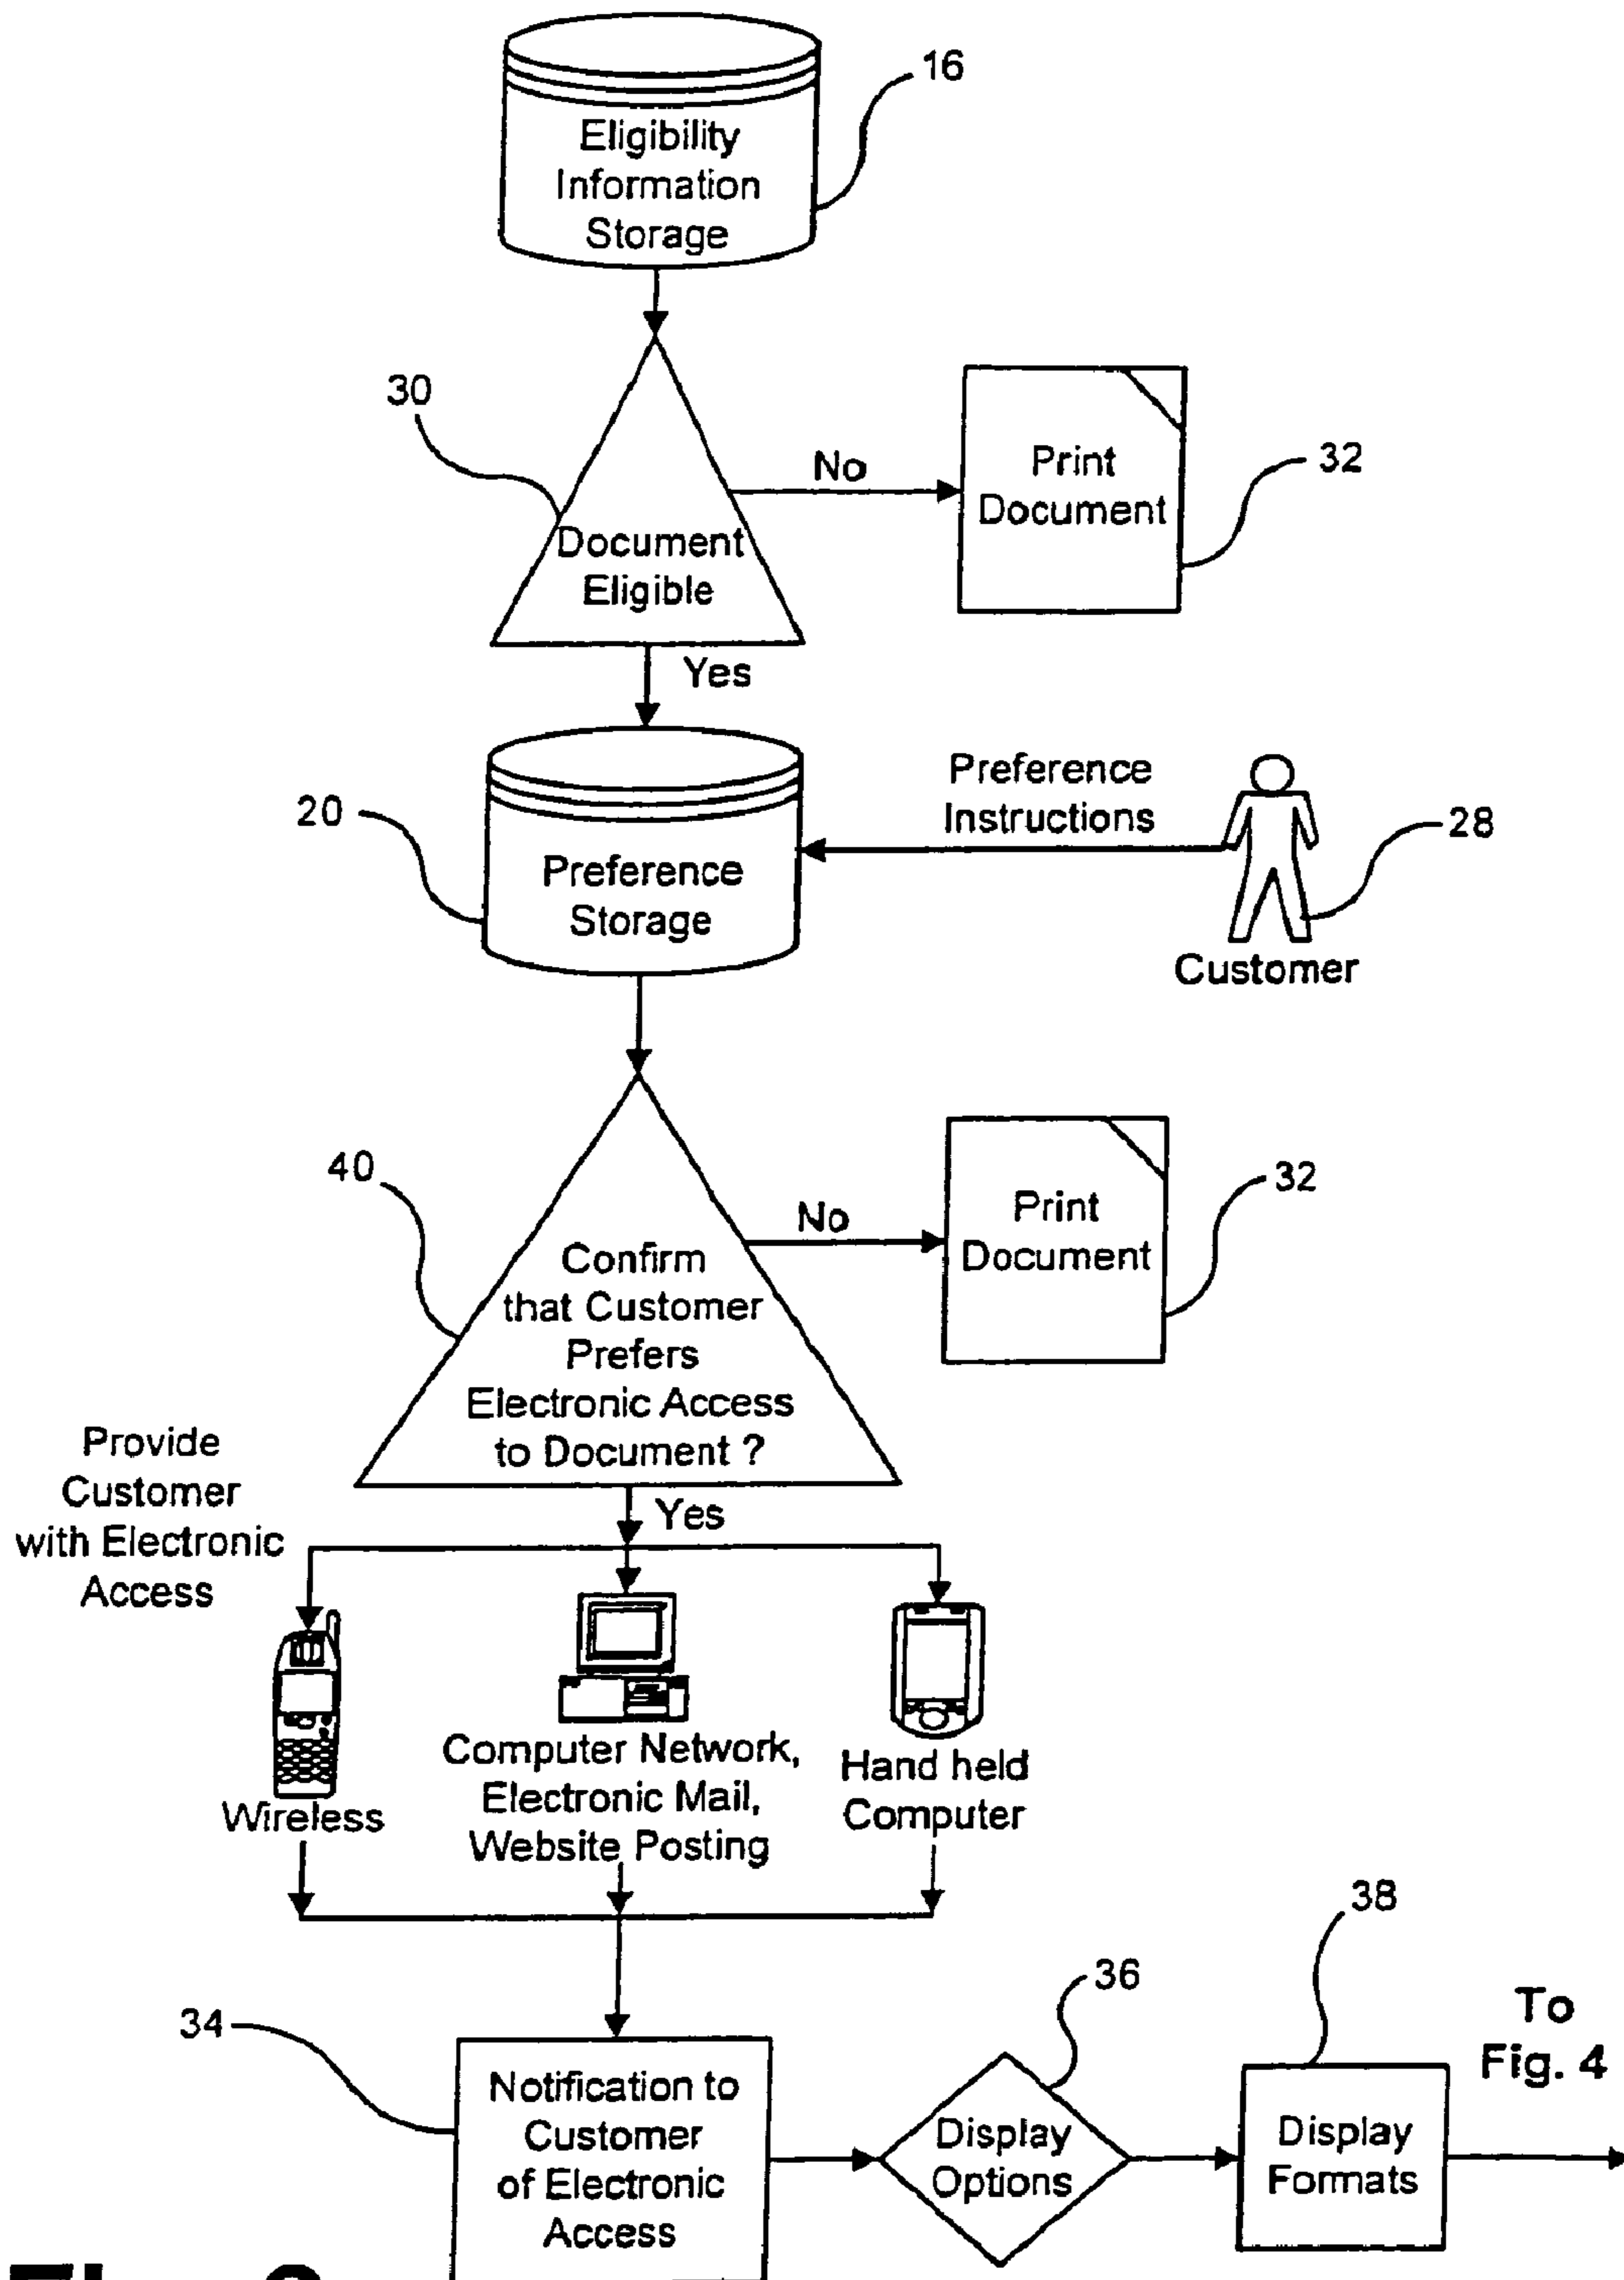 16
Eligibility
Information
Storage
30
No
Print
Document
32
Document
Eligible
Yes
Preference
Instructions
20
28
Preference
Storage
Customer
40
No
Print
Document
32
Confirm
that Customer
Prefers
Electronic Access
to Document ?
Provide
Customer
with Electronic
Access
Yes
Wireless
Computer Network,
Electronic Mail,
Website Posting
Hand held
Computer
38
36
To
Fig. 4
34
Notification to
Customer
of Electronic
Access
Display
Options
Display
Formats